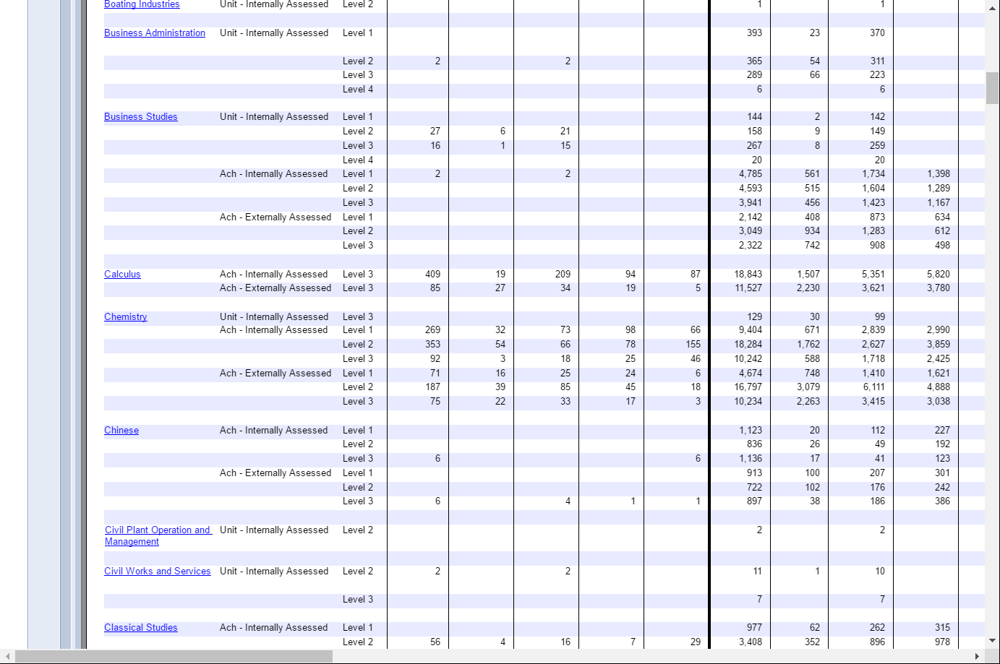 Boating Industries Unit - Internally Assessed Level 2 1 1
Business Administration Unit - Internally Assessed Level 1 393 23 370
Level 2 2 2 365 54 311
Level 3 289 66 223
Level 4 6 6
Business Studies Unit - Internally Assessed Level 1 144 2 142
Level 2 27 6 21 158 9 149
Level 3 16 1 15 267 8 259
Level 4 20 20
Ach - Internally Assessed Level 1 2 2 4,785 561 1,734 1,398
Level 2 4,593 515 1,604 1,289
Level 3 3,941 456 1,423 1,167
Ach - Externally Assessed Level 1 2,142 408 873 634
Level 2 3,049 934 1,283 612
Level 3 2,322 742 908 498
Calculus Ach - Internally Assessed Level 3 409 19 209 94 87 18,843 1,507 5,351 5,820
Ach - Externally Assessed Level 3 85 27 34 19 5 11,527 2,230 3,621 3,780
Chemistry Unit - Internally Assessed Level 3 129 30 99
Ach - Internally Assessed Level 1 269 32 73 98 66 9,404 671 2,839 2,990
Level 2 353 54 66 78 155 18,284 1,762 2,627 3,859
Level 3 92 3 18 25 46 10,242 588 1,718 2,425
Ach - Externally Assessed Level 1 71 16 25 24 6 4,674 748 1,410 1,621
Level 2 187 39 85 45 18 16,797 3,079 6,111 4,888
Level 3 75 22 33 17 3 10,234 2,263 3,415 3,038
Chinese Ach - Internally Assessed Level 1 1,123 20 112 227
Level 2 836 26 49 192
Level 3 6 6 1,136 17 41 123
Ach - Externally Assessed Level 1 913 100 207 301
Level 2 722 102 176 242
Level 3 6 4 1 1 897 38 186 386
Civil Plant Operation and Unit - Internally Assessed Level 2 2 2
Management
Civil Works and Services Unit - Internally Assessed Level 2 2 2 11 1 10
Level 3 7 7
Classical Studies Ach - Internally Assessed Level 1 977 62 262 315
Level 2 56 4 16 7 29 3,408 352 896 978